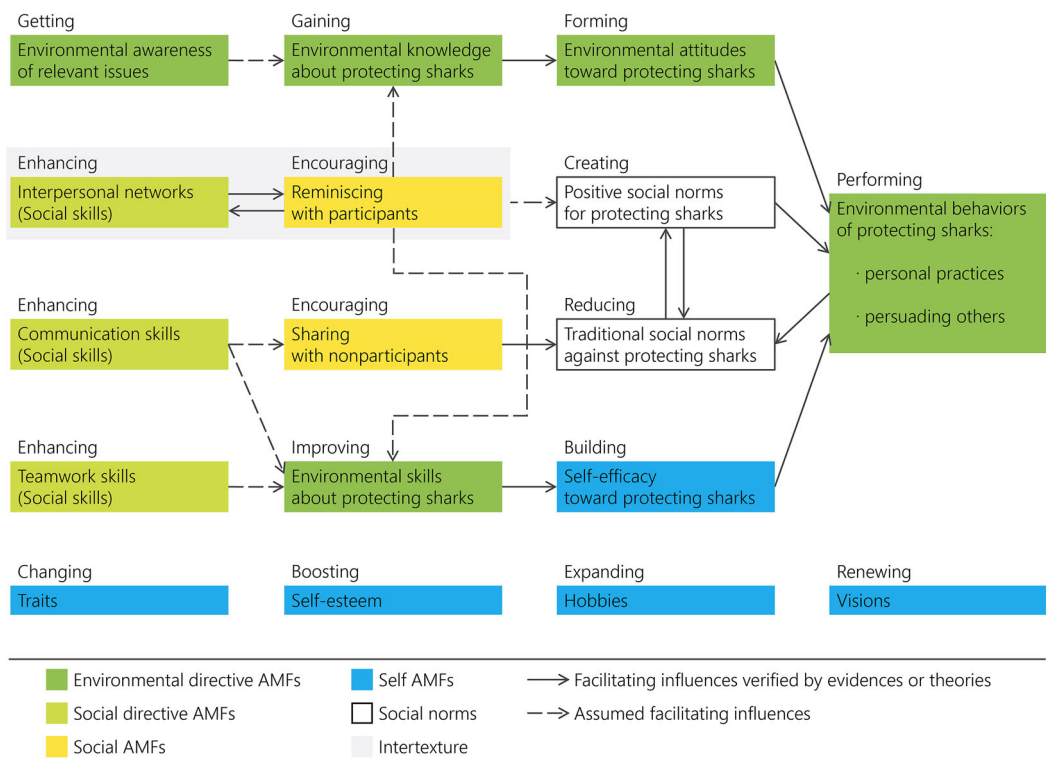 Getting
Environmental awareness
of relevant issues
Gaining
Environmental knowledge
about protecting sharks
Forming
Environmental attitudes
toward protecting sharks
Enhancing
Interpersonal networks
(Social skills)
Encouraging
Reminiscing
with participants
Creating
Positive social norms
for protecting sharks
Performing
Environmental behaviors
of protecting sharks:
· personal practices
· persuading others
Enhancing
Communication skills
(Social skills)
Encouraging
Sharing
with nonparticipants
Reducing
Traditional social norms
against protecting sharks
Enhancing
Teamwork skills
(Social skills)
Improving
Environmental skills
about protecting sharks
Building
Self-efficacy
toward protecting sharks
Changing
Traits
Boosting
Self-esteem
Expanding
Hobbies
Renewing
Visions
Environmental directive AMFs
Social directive AMFs
Social AMFs
Self AMFs
Social norms
Intertexture
Facilitating influences verified by evidences or theories
Assumed facilitating influences